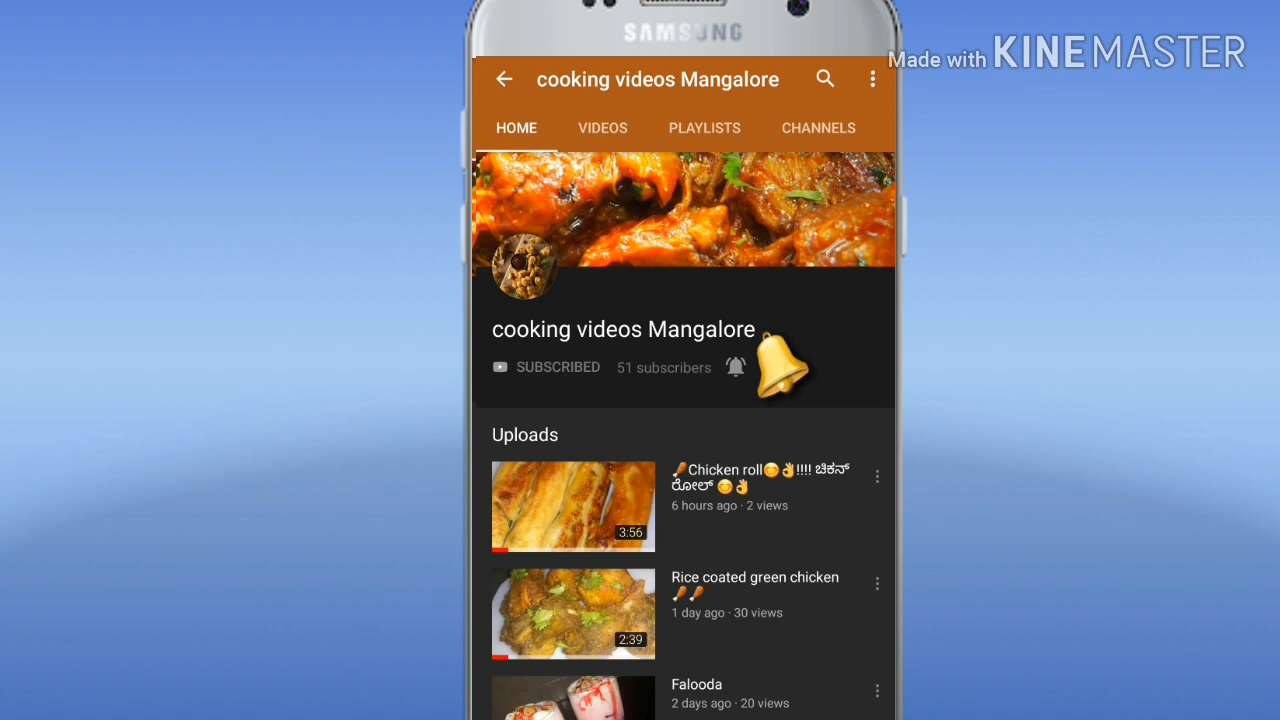 SAMSUNG
Made with KINEMASTER
cooking videos Mangalore
HOME VIDEOS PLAYLISTS CHANNELS
cooking videos Mangalore
SUBSCRIBED 51 subscribers
Uploads
🍗Chicken roll😋👌!!!! ಚಿಕನ್
ರೋಲ್ 😋👌
6 hours ago · 2 views
3:56
Rice coated green chicken
🍗🍗
1 day ago · 30 views
2:39
Falooda
2 days ago · 20 views